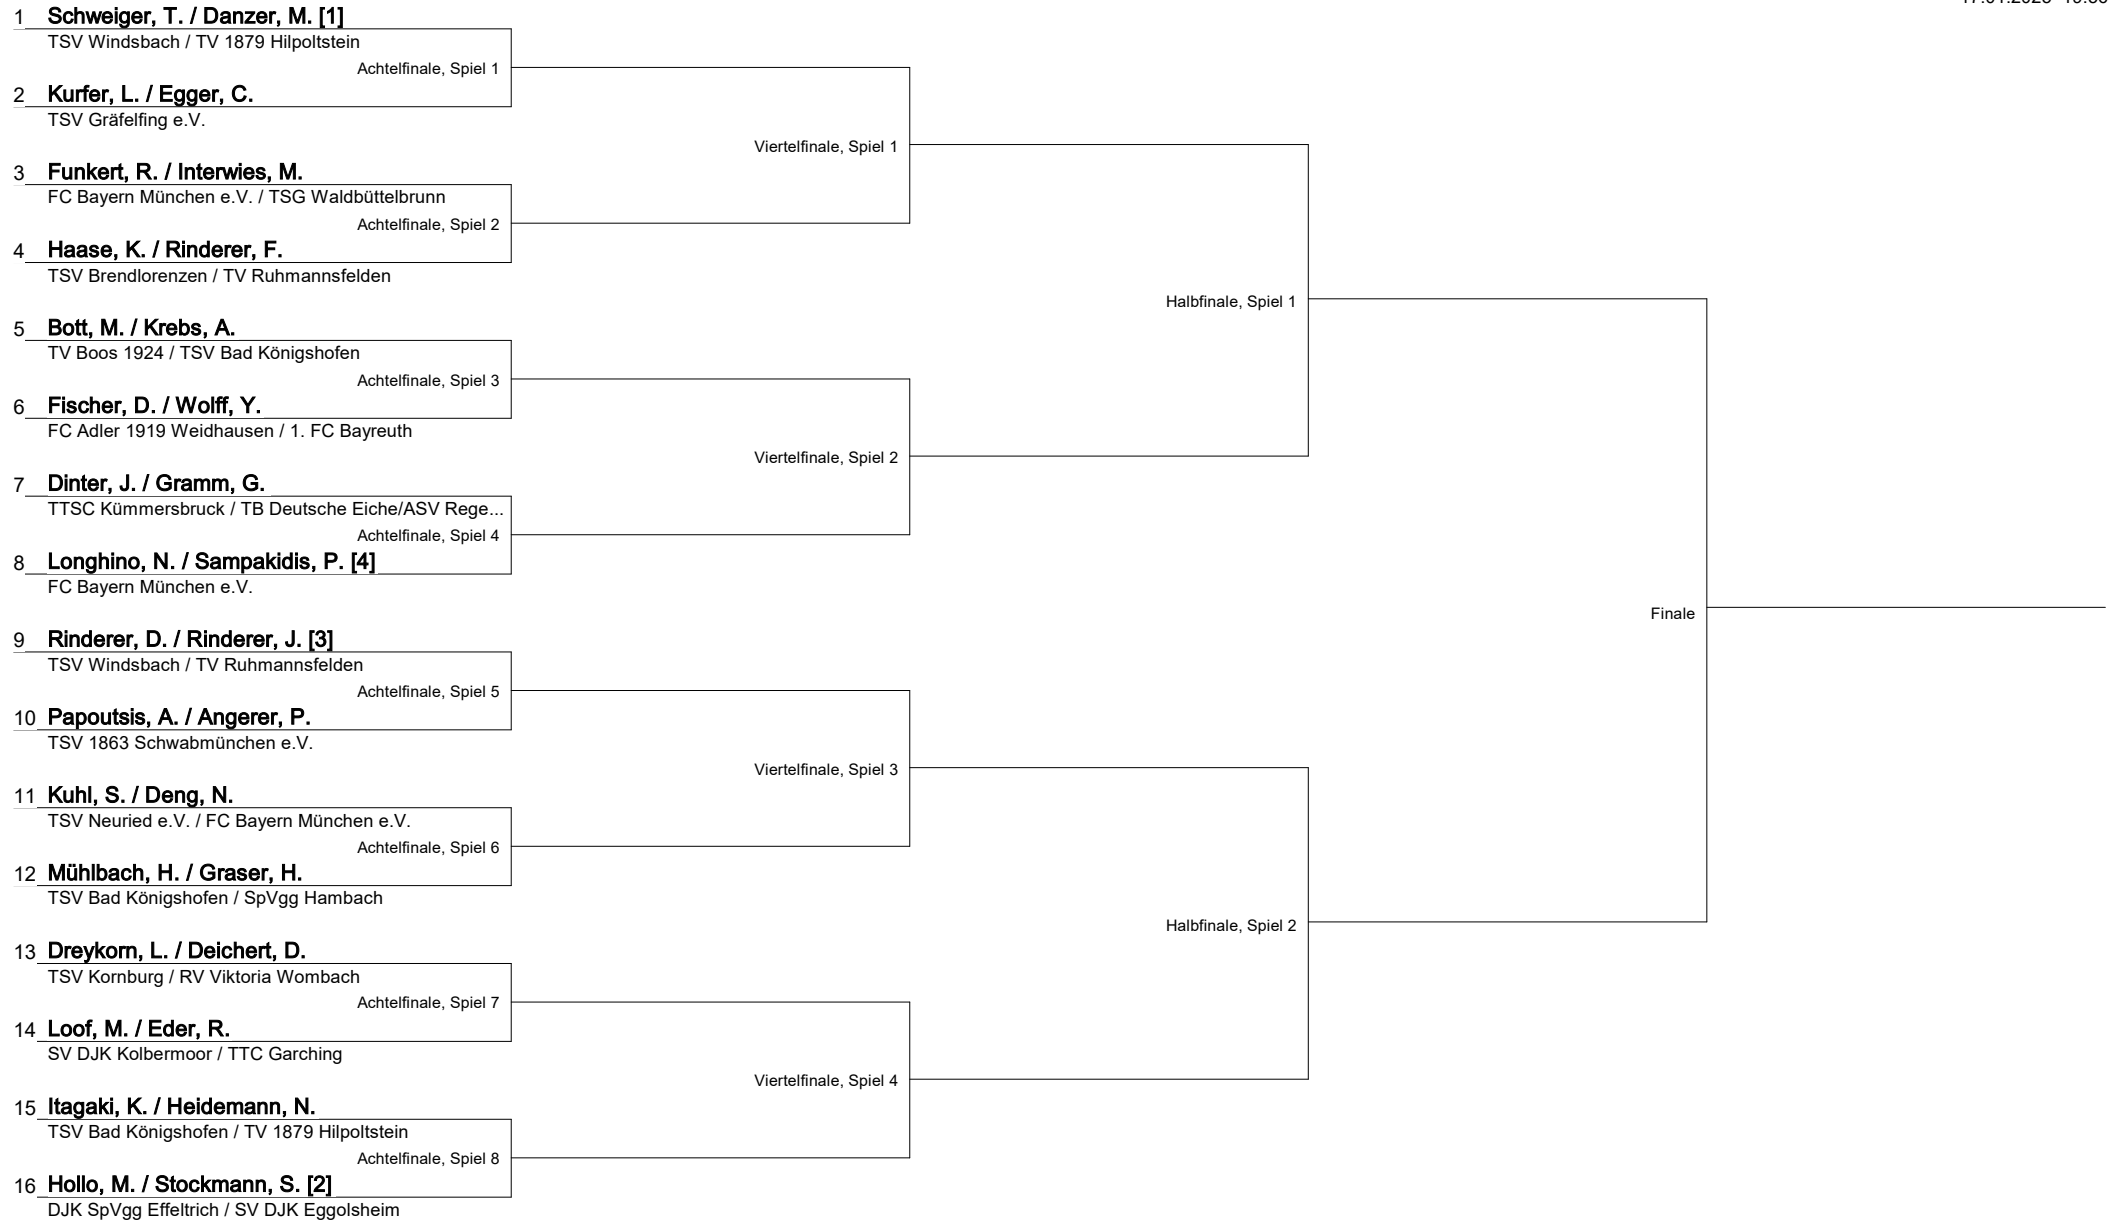 1 Schweiger, T. / Danzer, M. [1]
TSV Windsbach / TV 1879 Hilpoltstein
Achtelfinale, Spiel 1
2 Kurfer, L. / Egger, C.
TSV Gräfelfing e.V.
Viertelfinale, Spiel 1
3 Funkert, R. / Interwies, M.
FC Bayern München e.V. / TSG Waldbüttelbrunn
Achtelfinale, Spiel 2
4 Haase, K. / Rinderer, F.
TSV Brendlorenzen / TV Ruhmannsfelden
Halbfinale, Spiel 1
5 Bott, M. / Krebs, A.
TV Boos 1924 / TSV Bad Königshofen
Achtelfinale, Spiel 3
6 Fischer, D. / Wolff, Y.
FC Adler 1919 Weidhausen / 1. FC Bayreuth
Viertelfinale, Spiel 2
7 Dinter, J. / Gramm, G.
TTSC Kümmersbruck / TB Deutsche Eiche/ASV Rege...
Achtelfinale, Spiel 4
8 Longhino, N. / Sampakidis, P. [4]
FC Bayern München e.V.
Finale
9 Rinderer, D. / Rinderer, J. [3]
TSV Windsbach / TV Ruhmannsfelden
Achtelfinale, Spiel 5
10 Papoutsis, A. / Angerer, P.
TSV 1863 Schwabmünchen e.V.
Viertelfinale, Spiel 3
11 Kuhl, S. / Deng, N.
TSV Neuried e.V. / FC Bayern München e.V.
Achtelfinale, Spiel 6
12 Mühlbach, H. / Graser, H.
TSV Bad Königshofen / SpVgg Hambach
Halbfinale, Spiel 2
13 Dreykorn, L. / Deichert, D.
TSV Kornburg / RV Viktoria Wombach
Achtelfinale, Spiel 7
14 Loof, M. / Eder, R.
SV DJK Kolbermoor / TTC Garching
Viertelfinale, Spiel 4
15 Itagaki, K. / Heidemann, N.
TSV Bad Königshofen / TV 1879 Hilpoltstein
Achtelfinale, Spiel 8
16 Hollo, M. / Stockmann, S. [2]
DJK SpVgg Effeltrich / SV DJK Eggolsheim